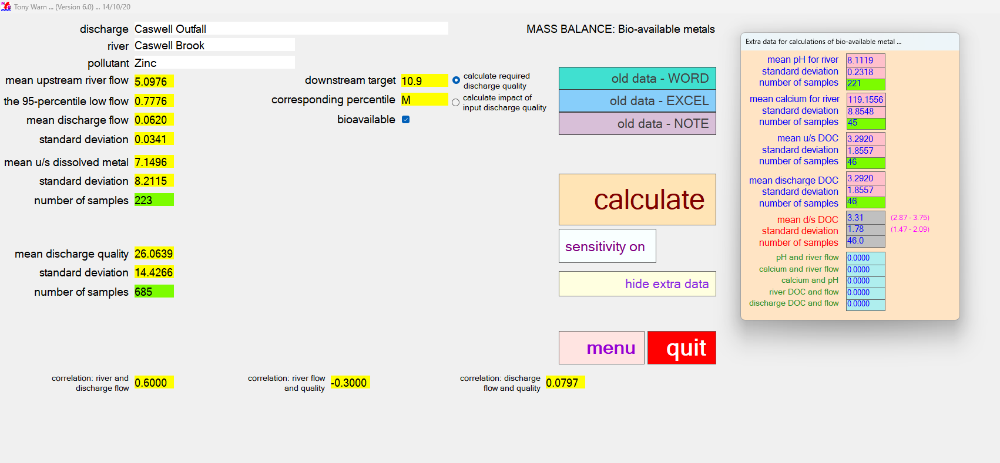 Tony Warn ... (Version 6.0) ... 14/10/20
discharge Caswell Outfall
river Caswell Brook
pollutant Zinc
mean upstream river flow 5.0976
the 95-percentile low flow 0.7776
mean discharge flow 0.0620
standard deviation 0.0341
mean u/s dissolved metal 7.1496
standard deviation 8.2115
number of samples 223
mean discharge quality 26.0639
standard deviation 14.4266
number of samples 685
downstream target 10.9
corresponding percentile M
bioavailable
calculate required
discharge quality
calculate impact of
input discharge quality
MASS BALANCE: Bio-available metals
old data - WORD
old data - EXCEL
old data - NOTE
calculate
sensitivity on
hide extra data
menu
quit
correlation: river and
discharge flow 0.6000
correlation: river flow
and quality -0.3000
correlation: discharge
flow and quality 0.0797
Extra data for calculations of bio-available metal ...
mean pH for river 8.1119
standard deviation 0.2318
number of samples 221
mean calcium for river 119.1556
standard deviation 8.8548
number of samples 45
mean u/s DOC 3.2920
standard deviation 1.8557
number of samples 46
mean discharge DOC 3.2920
standard deviation 1.8557
number of samples 46
mean d/s DOC 3.31 (2.87 - 3.75)
standard deviation 1.78 (1.47 - 2.09)
number of samples 46.0
pH and river flow 0.0000
calcium and river flow 0.0000
calcium and pH 0.0000
river DOC and flow 0.0000
discharge DOC and flow 0.0000